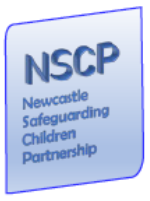 NSCP
Newcastle
Safeguarding
Children
Partnership